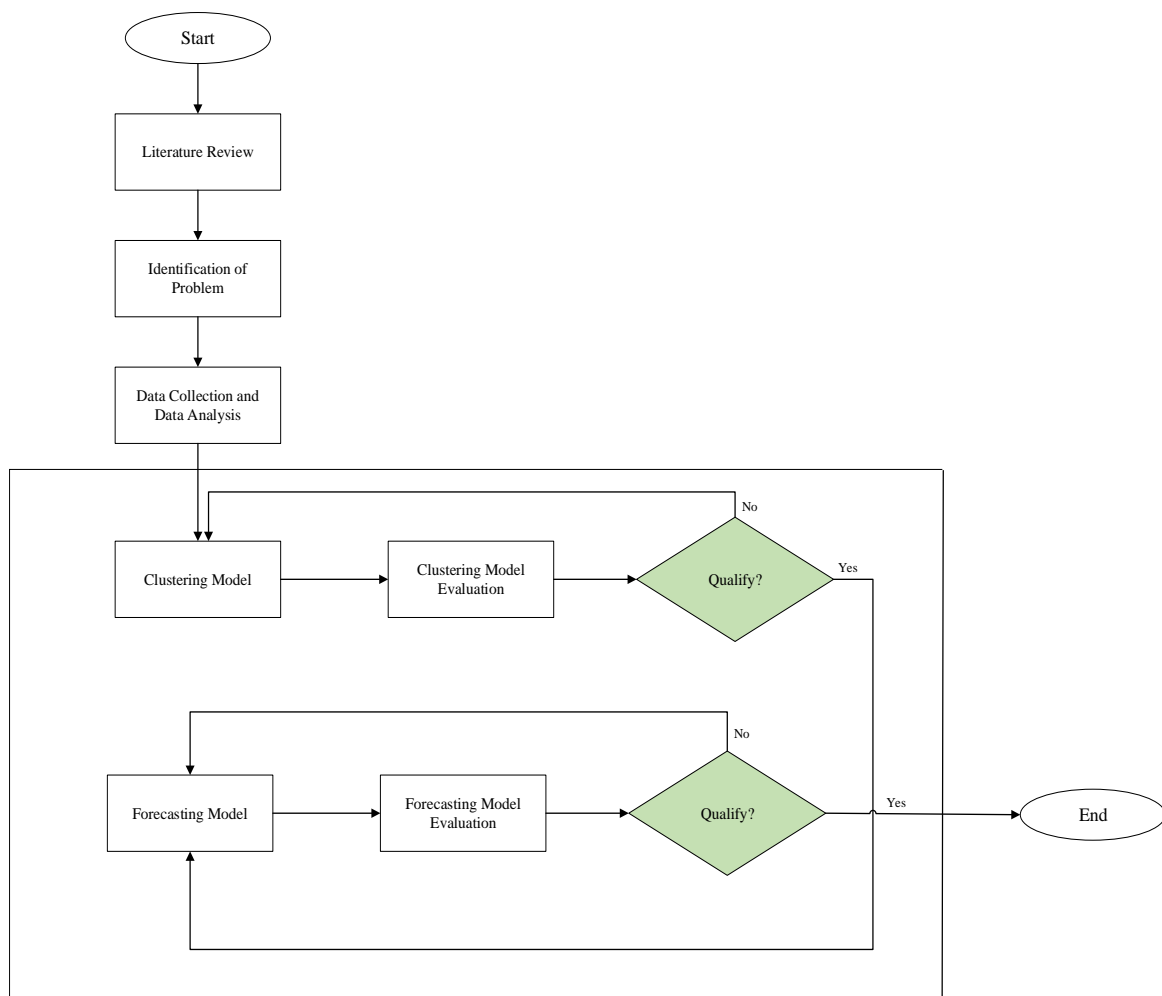 Start
Literature Review
Identification of
Problem
Data Collection and
Data Analysis
No
Clustering Model
Clustering Model
Evaluation
Qualify?
Yes
No
Forecasting Model
Forecasting Model
Evaluation
Qualify?
Yes
End